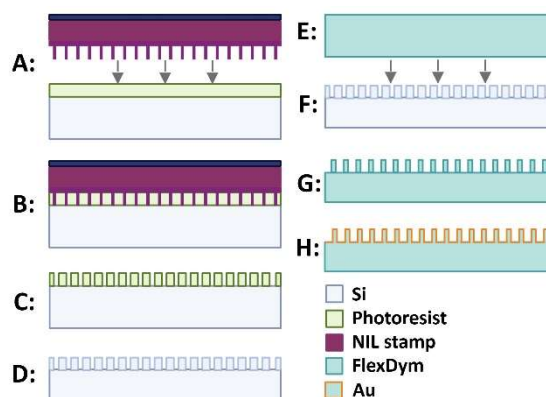 A:
B:
C:
D:
E:
F:
G:
H:
Si
Photoresist
NIL stamp
FlexDym
Au